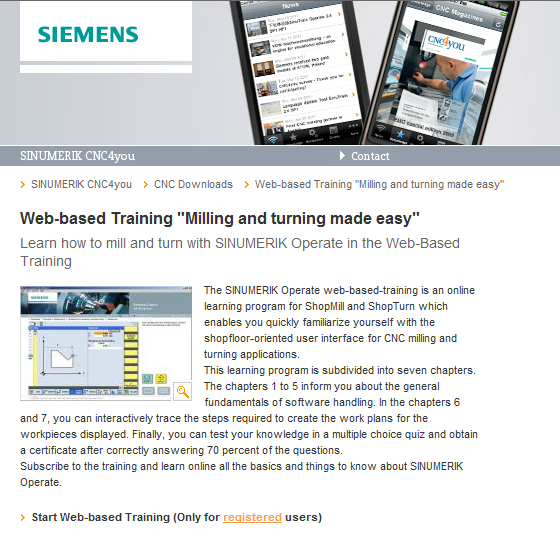 SIEMENS
News
CNC Magazines
CNC4you
SINUMERIK CNC4you
Contact
SINUMERIK CNC4you
CNC Downloads
Web-based Training "Milling and turning made easy"
Web-based Training "Milling and turning made easy"
Learn how to mill and turn with SINUMERIK Operate in the Web-Based
Training
SIEMENS
The SINUMERIK Operate web-based-training is an online
learning program for ShopMill and ShopTurn which
enables you quickly familiarize yourself with the
shopfloor-oriented user interface for CNC milling and
turning applications.
This learning program is subdivided into seven chapters.
The chapters 1 to 5 inform you about the general
fundamentals of software handling. In the chapters 6
and 7, you can interactively trace the steps required to create the work plans for the
workpieces displayed. Finally, you can test your knowledge in a multiple choice quiz and obtain
a certificate after correctly answering 70 percent of the questions.
Subscribe to the training and learn online all the basics and things to know about SINUMERIK
Operate.
Start Web-based Training (Only for registered users)